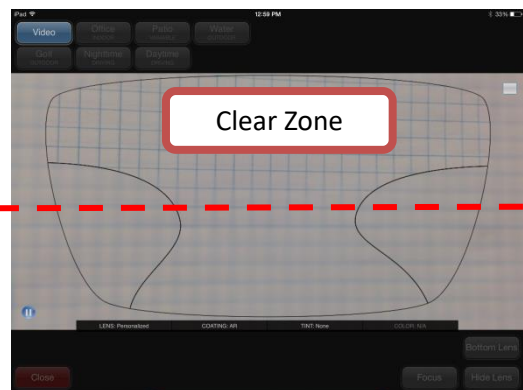 iPad 12:59 PM 33%
Video Office Patio Water
Golf Nighttime Daytime
Clear Zone
LENS: Personalized COATING: AR TINT: None COLOR: N/A
Bottom Lens
Close Focus Hide Lens